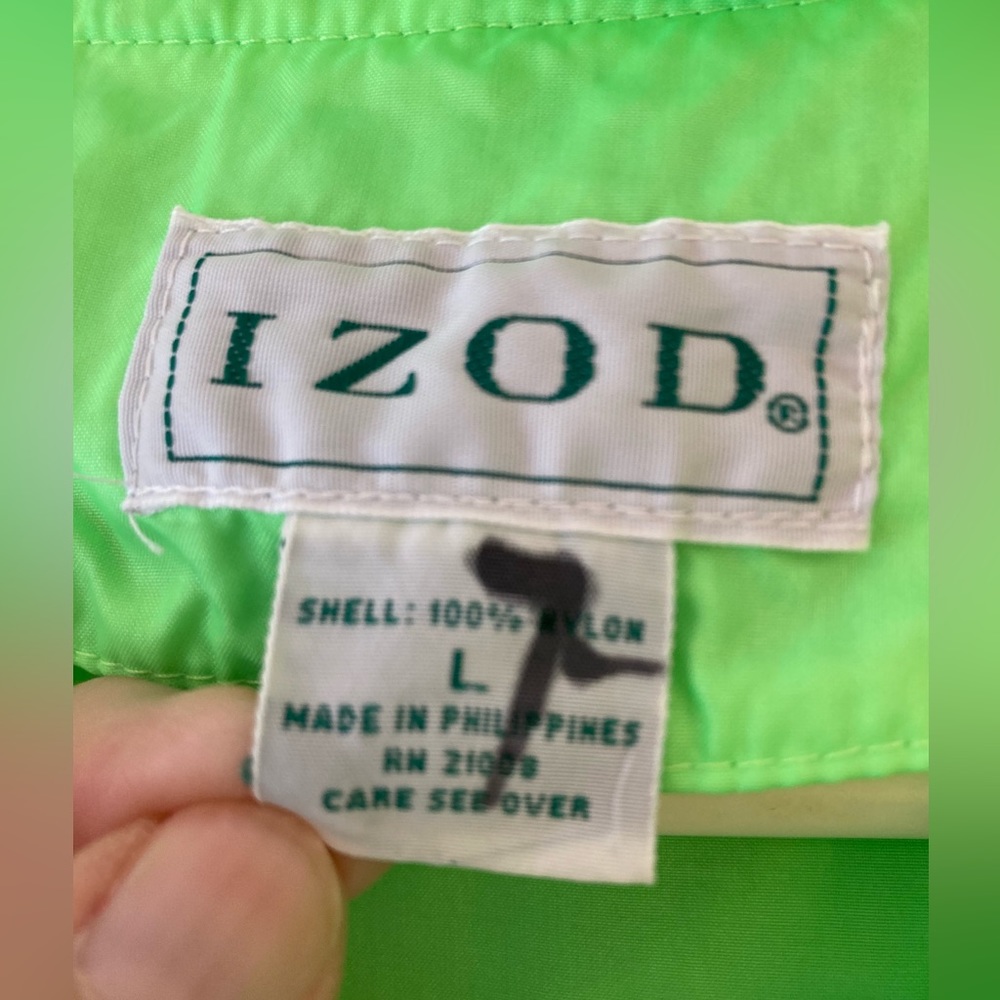 IZOD®
SHELL: 100% NYLON
L
MADE IN PHILIPPINES
RN
CARE SEE OVER